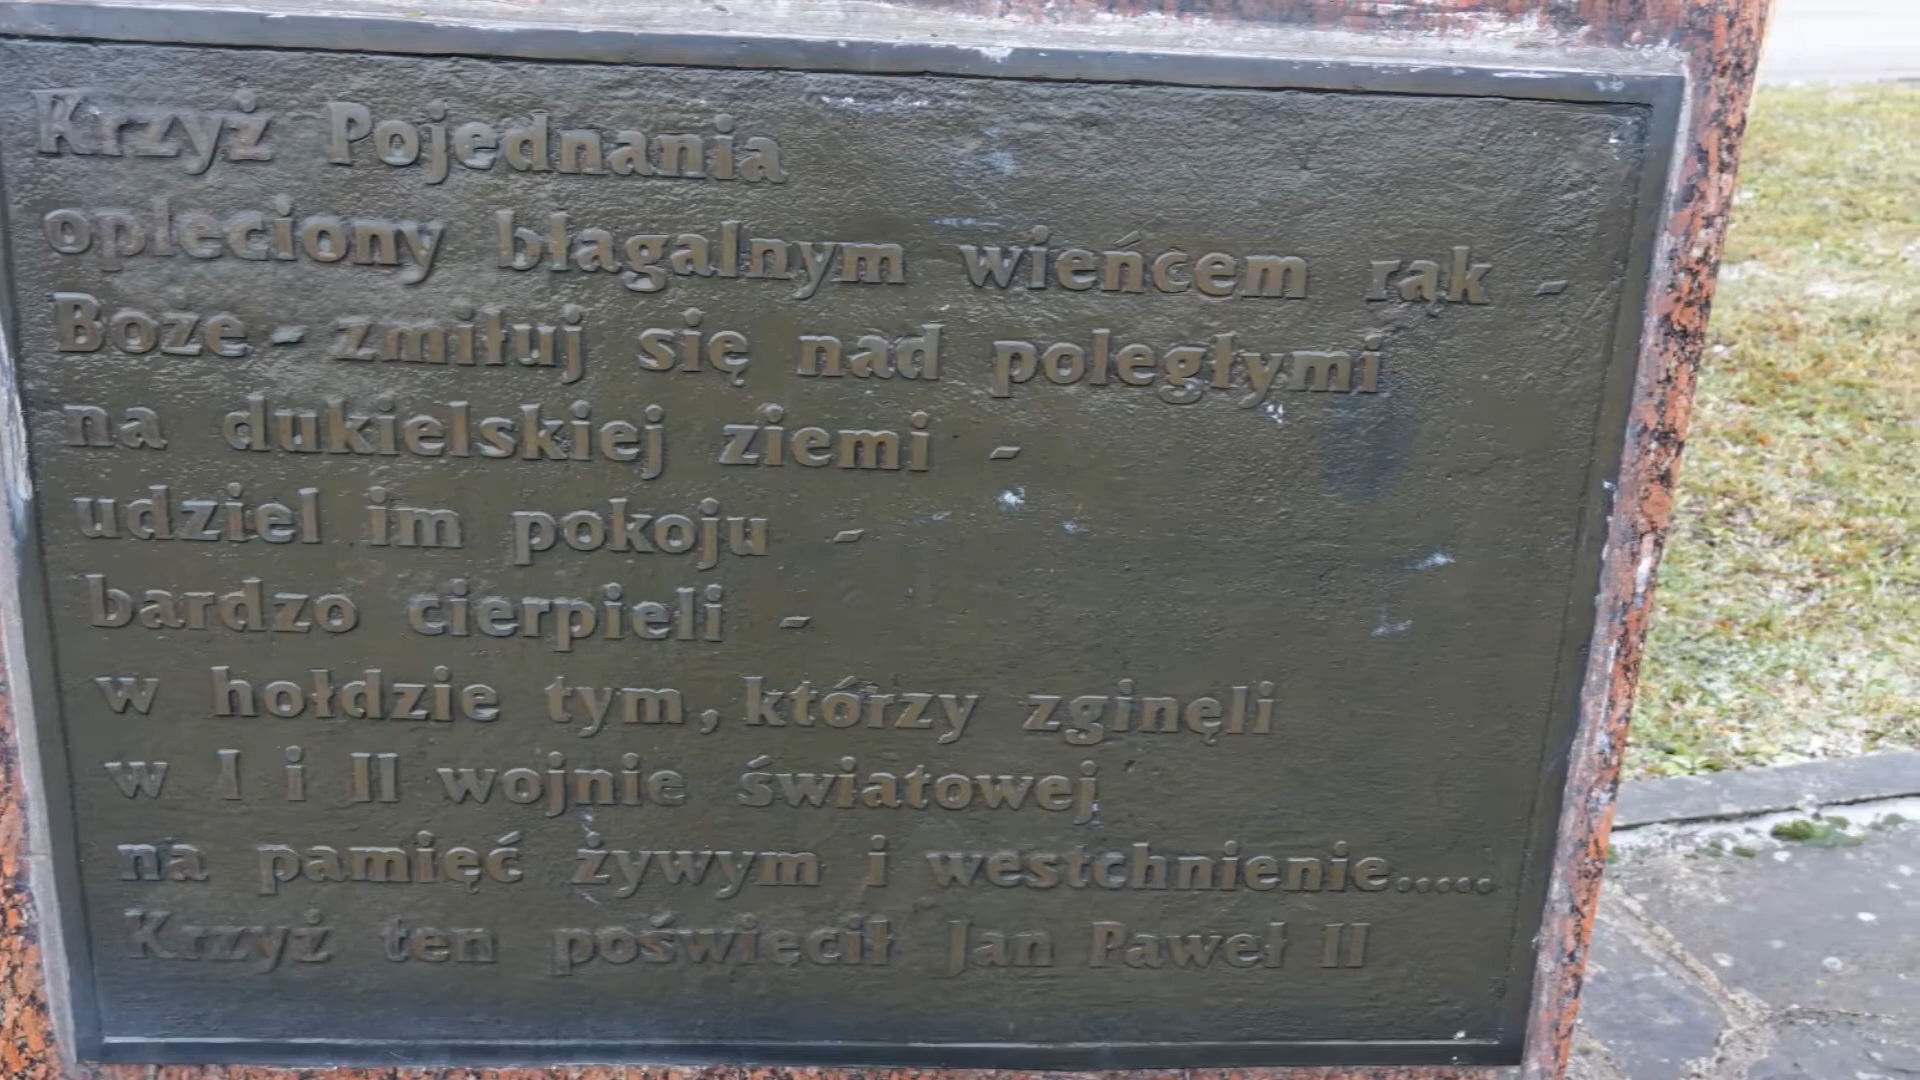 Krzyż Pojednania
opleciony błagalnym wieńcem rąk -
Boże - zmiłuj się nad poległymi
na dukielskiej ziemi -
udziel im pokoju -
bardzo cierpieli -
w hołdzie tym, którzy zginęli
w I i II wojnie światowej
na pamięć żywym i westchnienie.....
Krzyż ten poświęcił Jan Paweł II